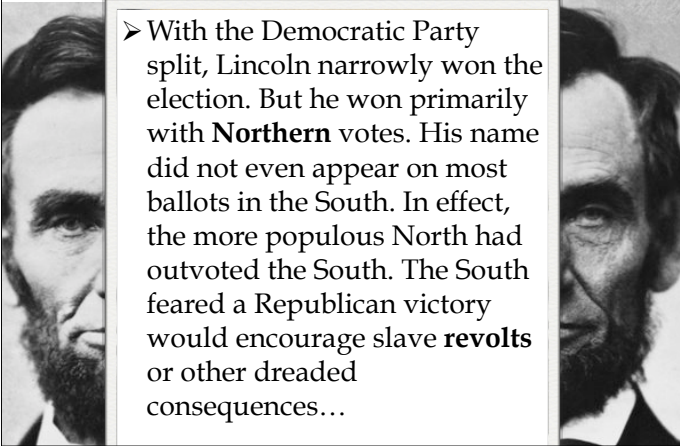 ➢ With the Democratic Party
split, Lincoln narrowly won the
election. But he won primarily
with Northern votes. His name
did not even appear on most
ballots in the South. In effect,
the more populous North had
outvoted the South. The South
feared a Republican victory
would encourage slave revolts
or other dreaded
consequences…